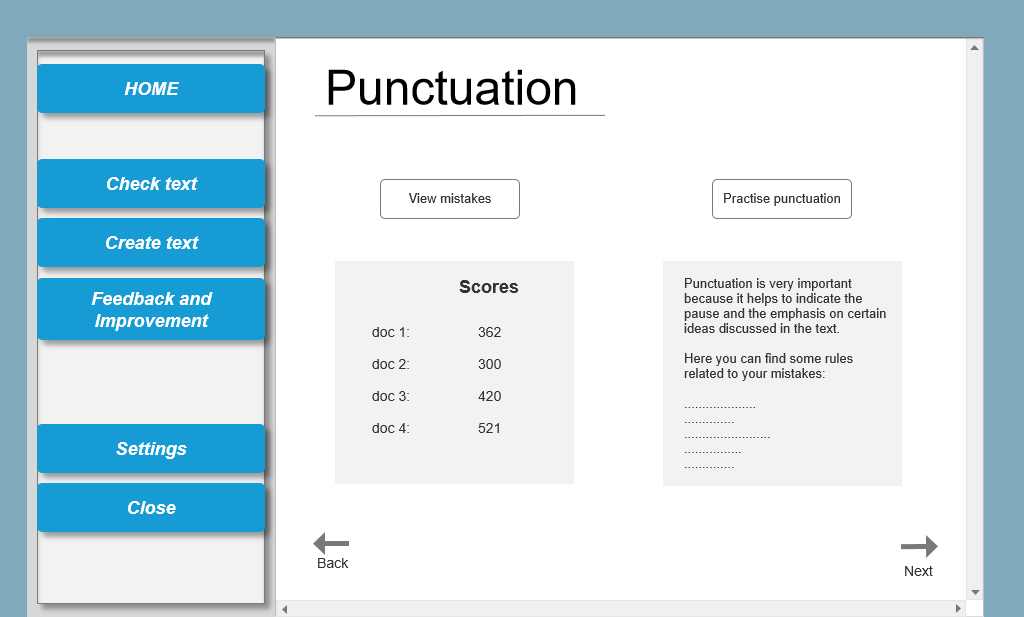 HOME
Check text
Create text
Feedback and
Improvement
Settings
Close
Punctuation
View mistakes
Practise punctuation
Scores
doc 1: 362
doc 2: 300
doc 3: 420
doc 4: 521
Punctuation is very important
because it helps to indicate the
pause and the emphasis on certain
ideas discussed in the text.
Here you can find some rules
related to your mistakes:
.....................
..............
........................
................
..............
Back
Next